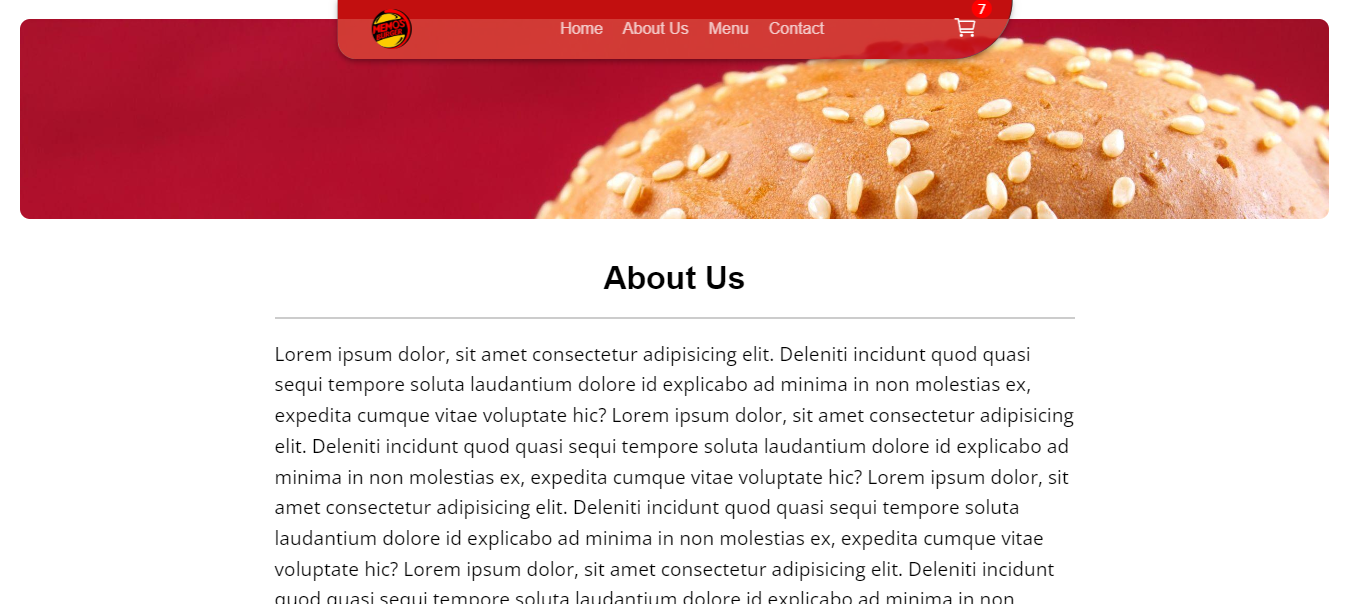 7
NEMOS
BURGER
Home About Us Menu Contact
About Us
Lorem ipsum dolor, sit amet consectetur adipisicing elit. Deleniti incidunt quod quasi
sequi tempore soluta laudantium dolore id explicabo ad minima in non molestias ex,
expedita cumque vitae voluptate hic? Lorem ipsum dolor, sit amet consectetur adipisicing
elit. Deleniti incidunt quod quasi sequi tempore soluta laudantium dolore id explicabo ad
minima in non molestias ex, expedita cumque vitae voluptate hic? Lorem ipsum dolor, sit
amet consectetur adipisicing elit. Deleniti incidunt quod quasi sequi tempore soluta
laudantium dolore id explicabo ad minima in non molestias ex, expedita cumque vitae
voluptate hic? Lorem ipsum dolor, sit amet consectetur adipisicing elit. Deleniti incidunt
quod quasi sequi tempore soluta laudantium dolore id explicabo ad minima in non